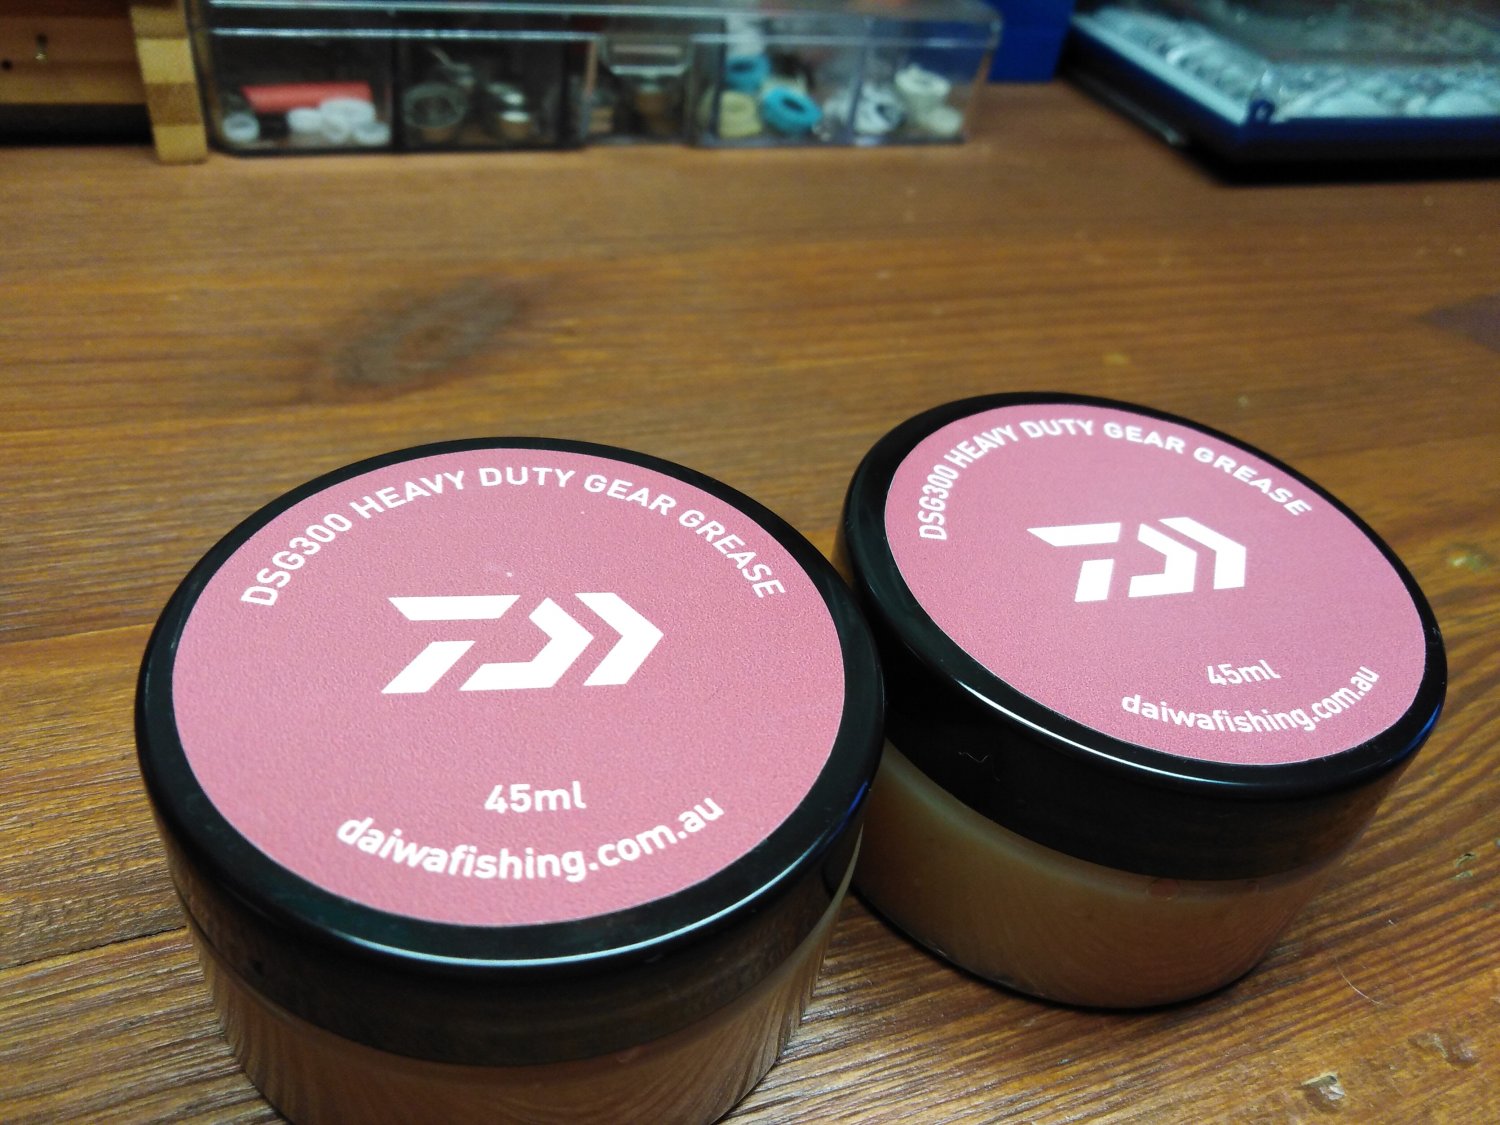 DSG300 HEAVY DUTY GEAR GREASE
45ml
daiwafishing.com.au
DSG300 HEAVY DUTY GEAR GREASE
45ml
daiwafishing.com.au